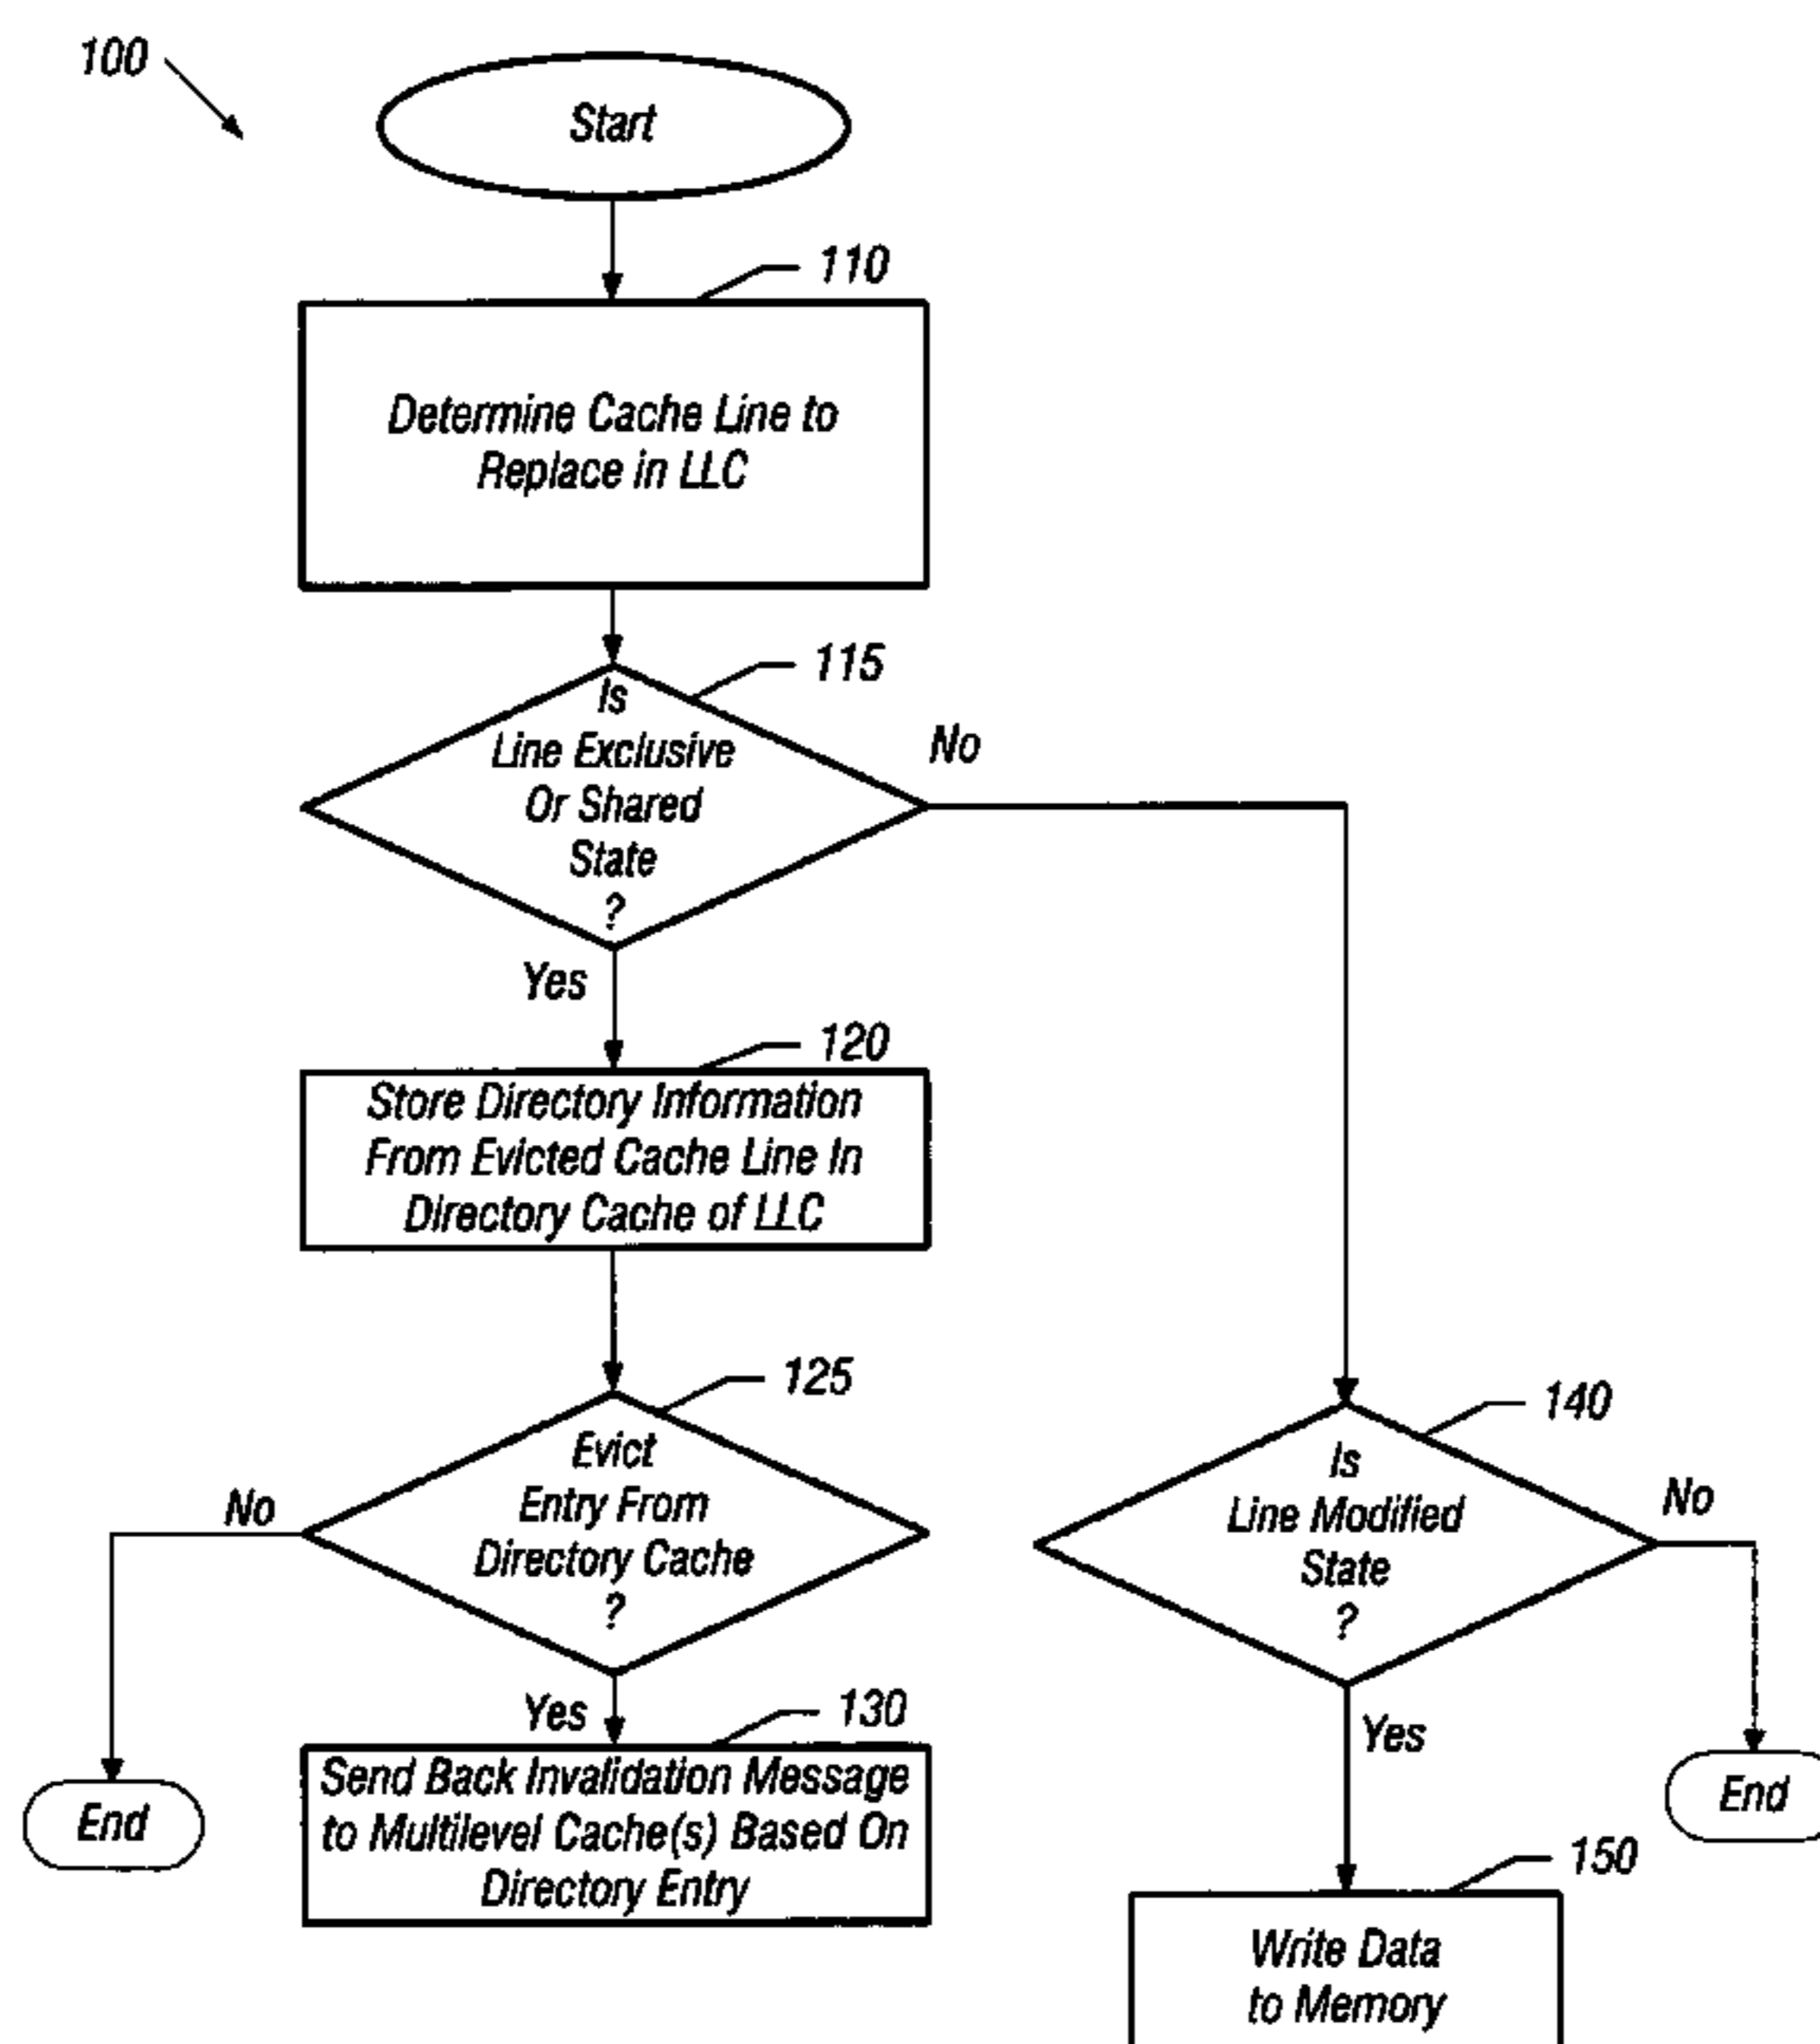 100
Start
110
Determine Cache Line to
Replace in LLC
115
Is
Line Exclusive
Or Shared
State
?
No
Yes
120
Store Directory Information
From Evicted Cache Line In
Directory Cache of LLC
125
Evict
Entry From
Directory Cache
?
No
Yes
End
130
Send Back Invalidation Message
to Multilevel Cache(s) Based On
Directory Entry
140
Is
Line Modified
State
?
No
Yes
End
150
Write Data
to Memory